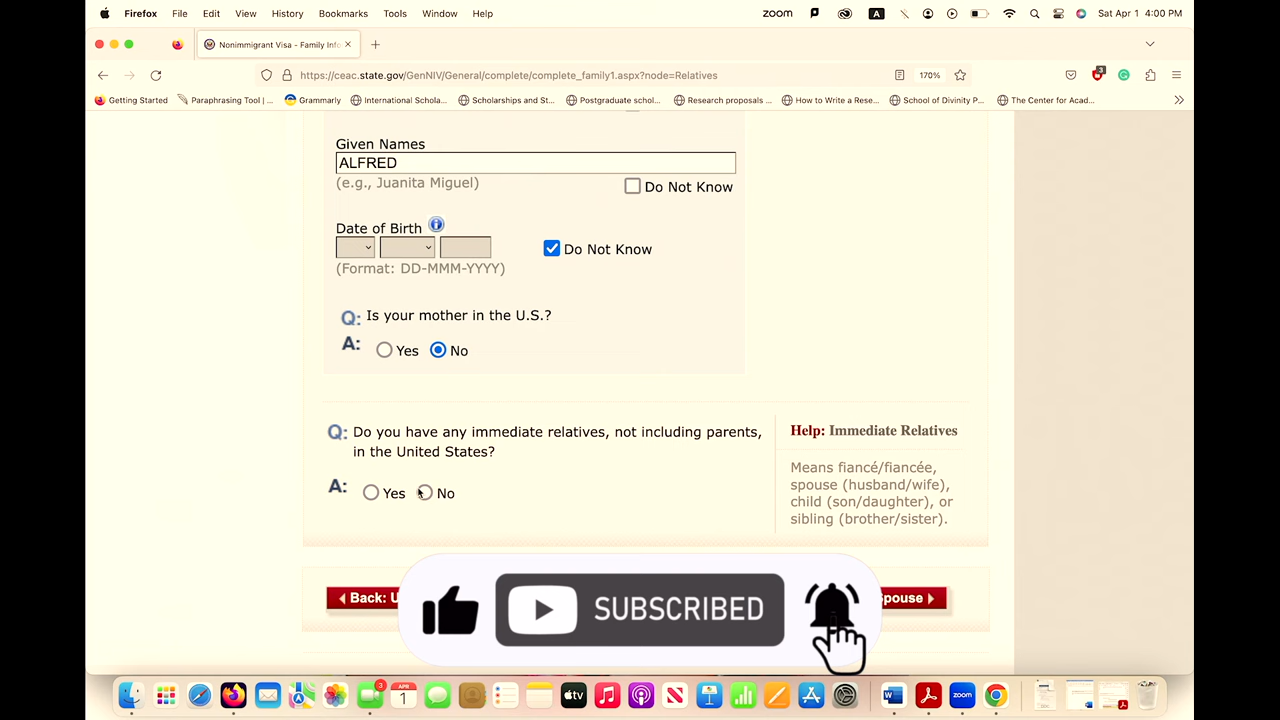 Firefox File Edit View History Bookmarks Tools Window Help zoom A Sat Apr 1 4:00 PM
Nonimmigrant Visa - Family Info
https://ceac.state.gov/GenNIV/General/complete/complete_family1.aspx?node=Relatives 170% 3
Getting Started Paraphrasing Tool | ... Grammarly International Schola... Scholarships and St... Postgraduate schol... Research proposals ... How to Write a Rese... School of Divinity P... The Center for Acad...
Given Names
ALFRED
(e.g., Juanita Miguel) Do Not Know
Date of Birth
Do Not Know
(Format: DD-MMM-YYYY)
Q: Is your mother in the U.S.?
A: Yes No
Q: Do you have any immediate relatives, not including parents,
in the United States?
A: Yes No
Help: Immediate Relatives
Means fiancé/fiancée,
spouse (husband/wife),
child (son/daughter), or
sibling (brother/sister).
Back: U
SUBSCRIBED
pouse
3 APR 1 tv W zoom